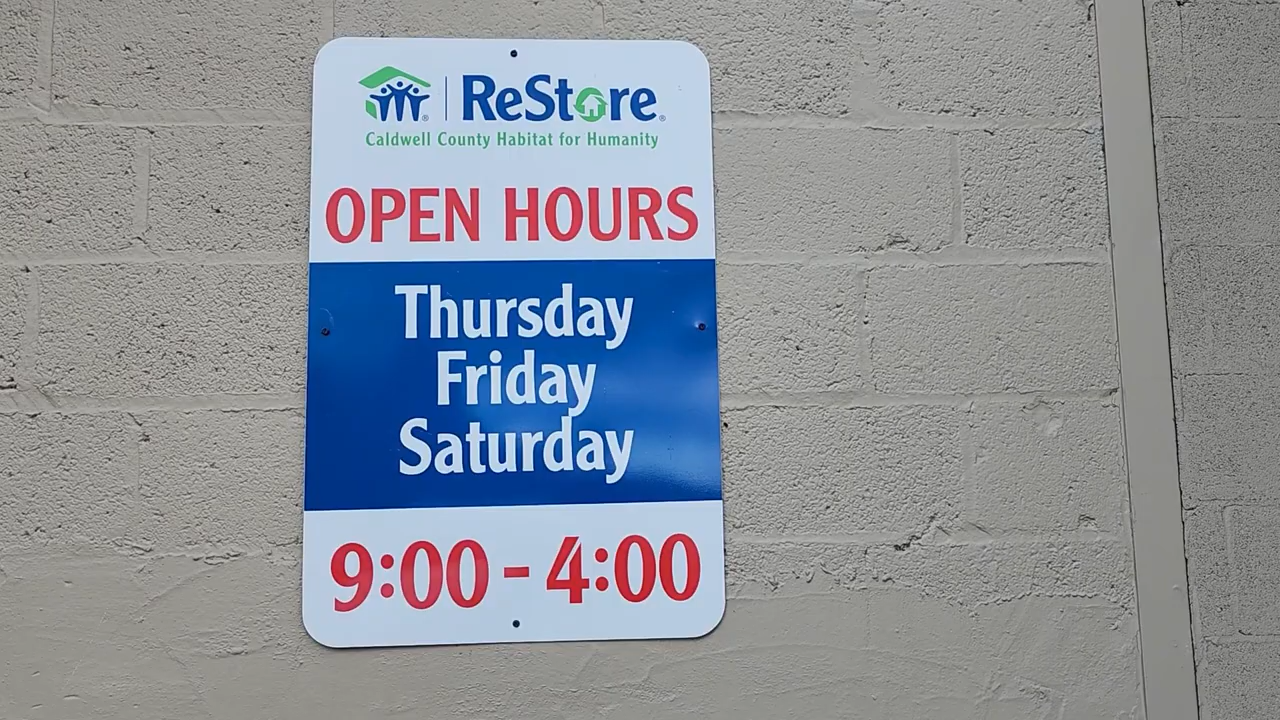 ReStore®
Caldwell County Habitat for Humanity
OPEN HOURS
Thursday
Friday
Saturday
9:00 - 4:00